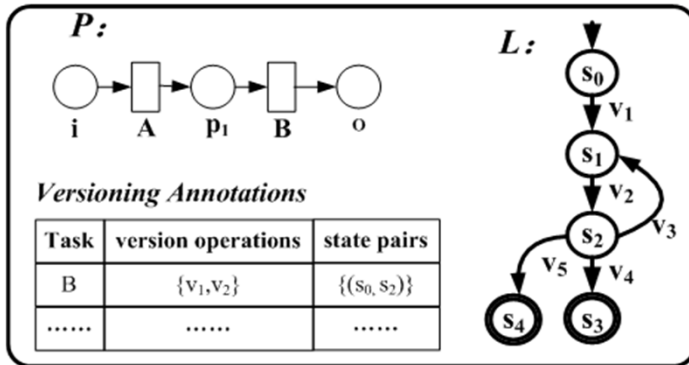 P:
i A p₁ B o
Versioning Annotations
Task version operations state pairs
B {v₁,v₂} {(s₀, s₂)}
...... ...... ......
L:
s₀
v₁
s₁
v₂
s₂ v₃
v₅ v₄
s₄ s₃